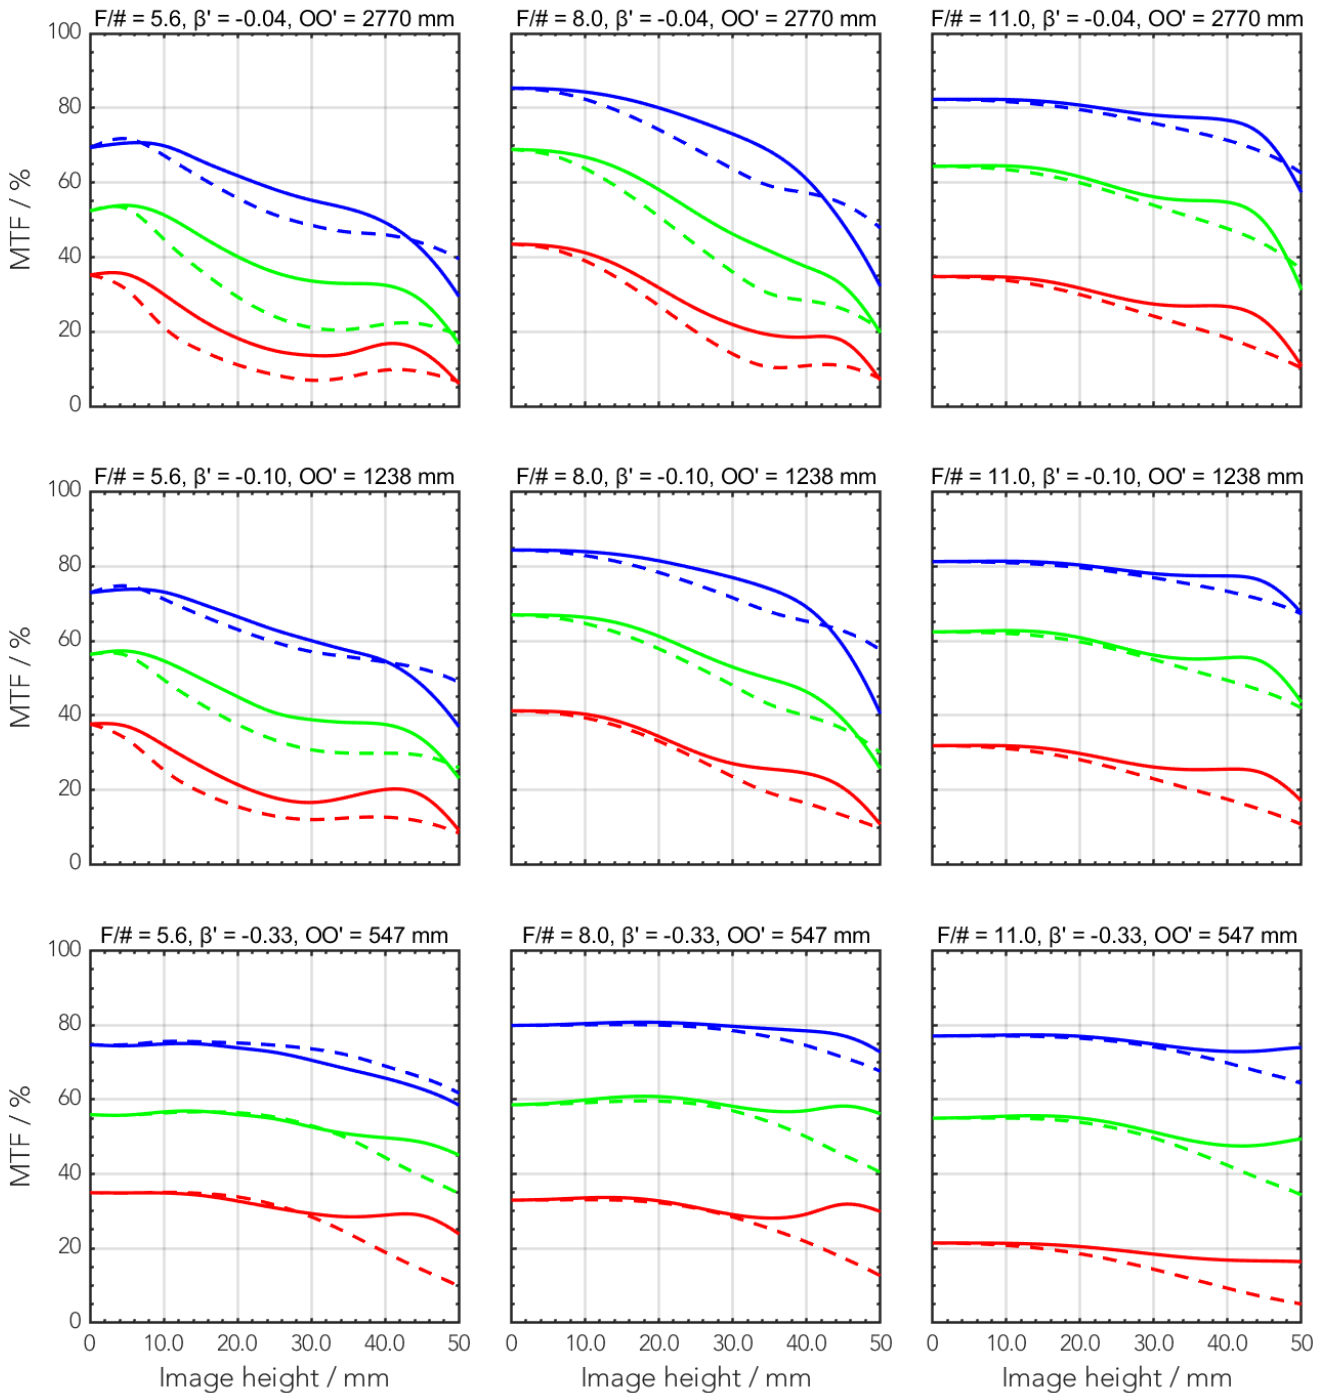 F/# = 5.6, β' = -0.04, OO' = 2770 mm
F/# = 8.0, β' = -0.04, OO' = 2770 mm
F/# = 11.0, β' = -0.04, OO' = 2770 mm
100
80
60
40
20
0
MTF / %
F/# = 5.6, β' = -0.10, OO' = 1238 mm
F/# = 8.0, β' = -0.10, OO' = 1238 mm
F/# = 11.0, β' = -0.10, OO' = 1238 mm
100
80
60
40
20
0
MTF / %
F/# = 5.6, β' = -0.33, OO' = 547 mm
F/# = 8.0, β' = -0.33, OO' = 547 mm
F/# = 11.0, β' = -0.33, OO' = 547 mm
100
80
60
40
20
0
MTF / %
0 10.0 20.0 30.0 40.0 50
0 10.0 20.0 30.0 40.0 50
0 10.0 20.0 30.0 40.0 50
Image height / mm
Image height / mm
Image height / mm